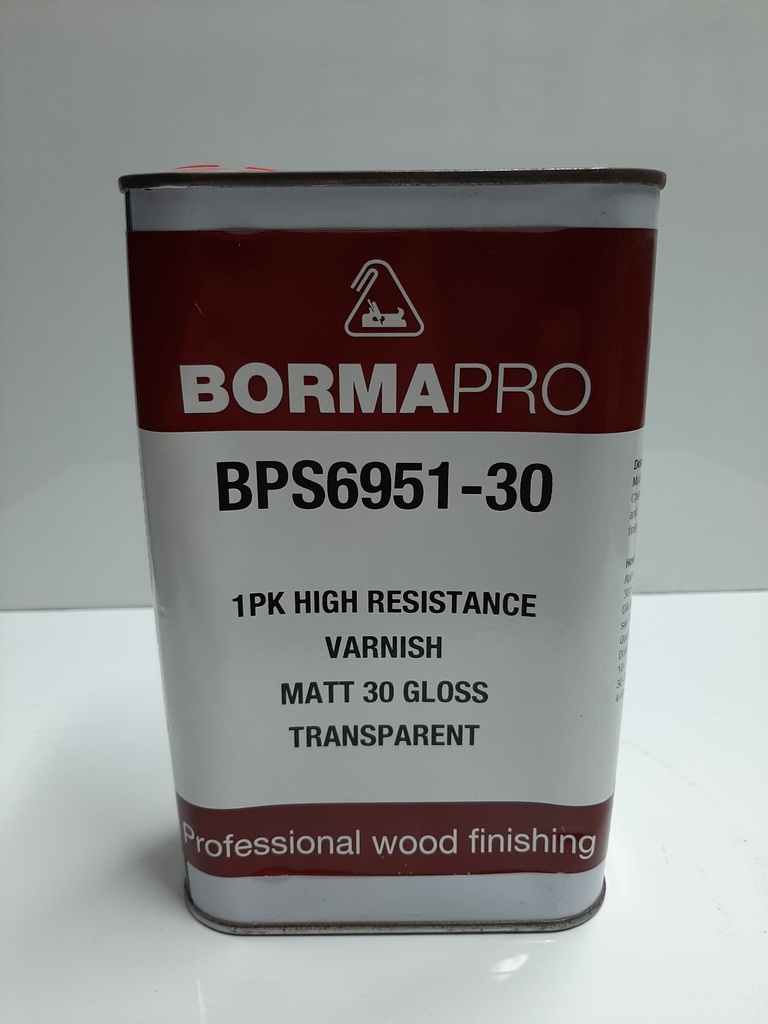 BORMAPRO
BPS6951-30
1PK HIGH RESISTANCE
VARNISH
MATT 30 GLOSS
TRANSPARENT
Professional wood finishing